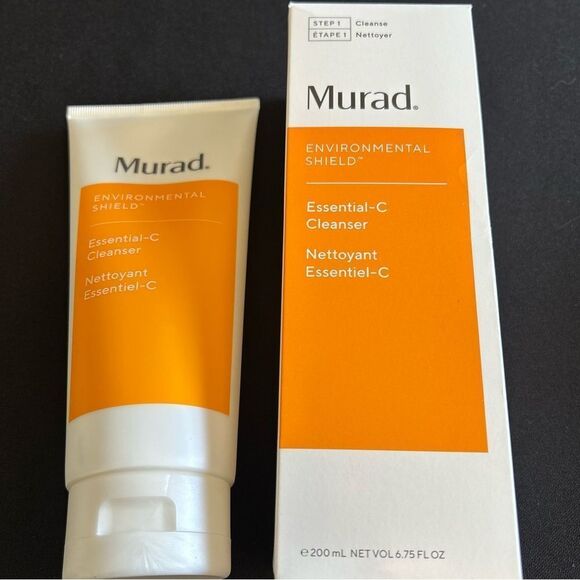 Murad.
ENVIRONMENTAL
SHIELD™
Essential-C
Cleanser
Nettoyant
Essentiel-C
STEP 1 Cleanse
ÉTAPE 1 Nettoyer
Murad®
ENVIRONMENTAL
SHIELD™
Essential-C
Cleanser
Nettoyant
Essentiel-C
℮ 200 mL NET VOL 6.75 FL OZ